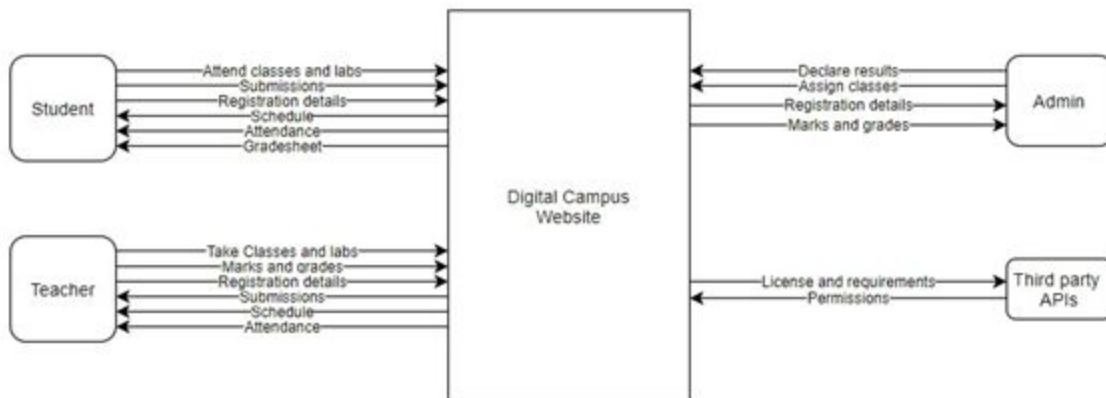 Student
Attend classes and labs
Submissions
Registration details
Schedule
Attendance
Gradesheet
Teacher
Take Classes and labs
Marks and grades
Registration details
Submissions
Schedule
Attendance
Digital Campus
Website
Declare results
Assign classes
Registration details
Marks and grades
Admin
License and requirements
Permissions
Third party
APIs